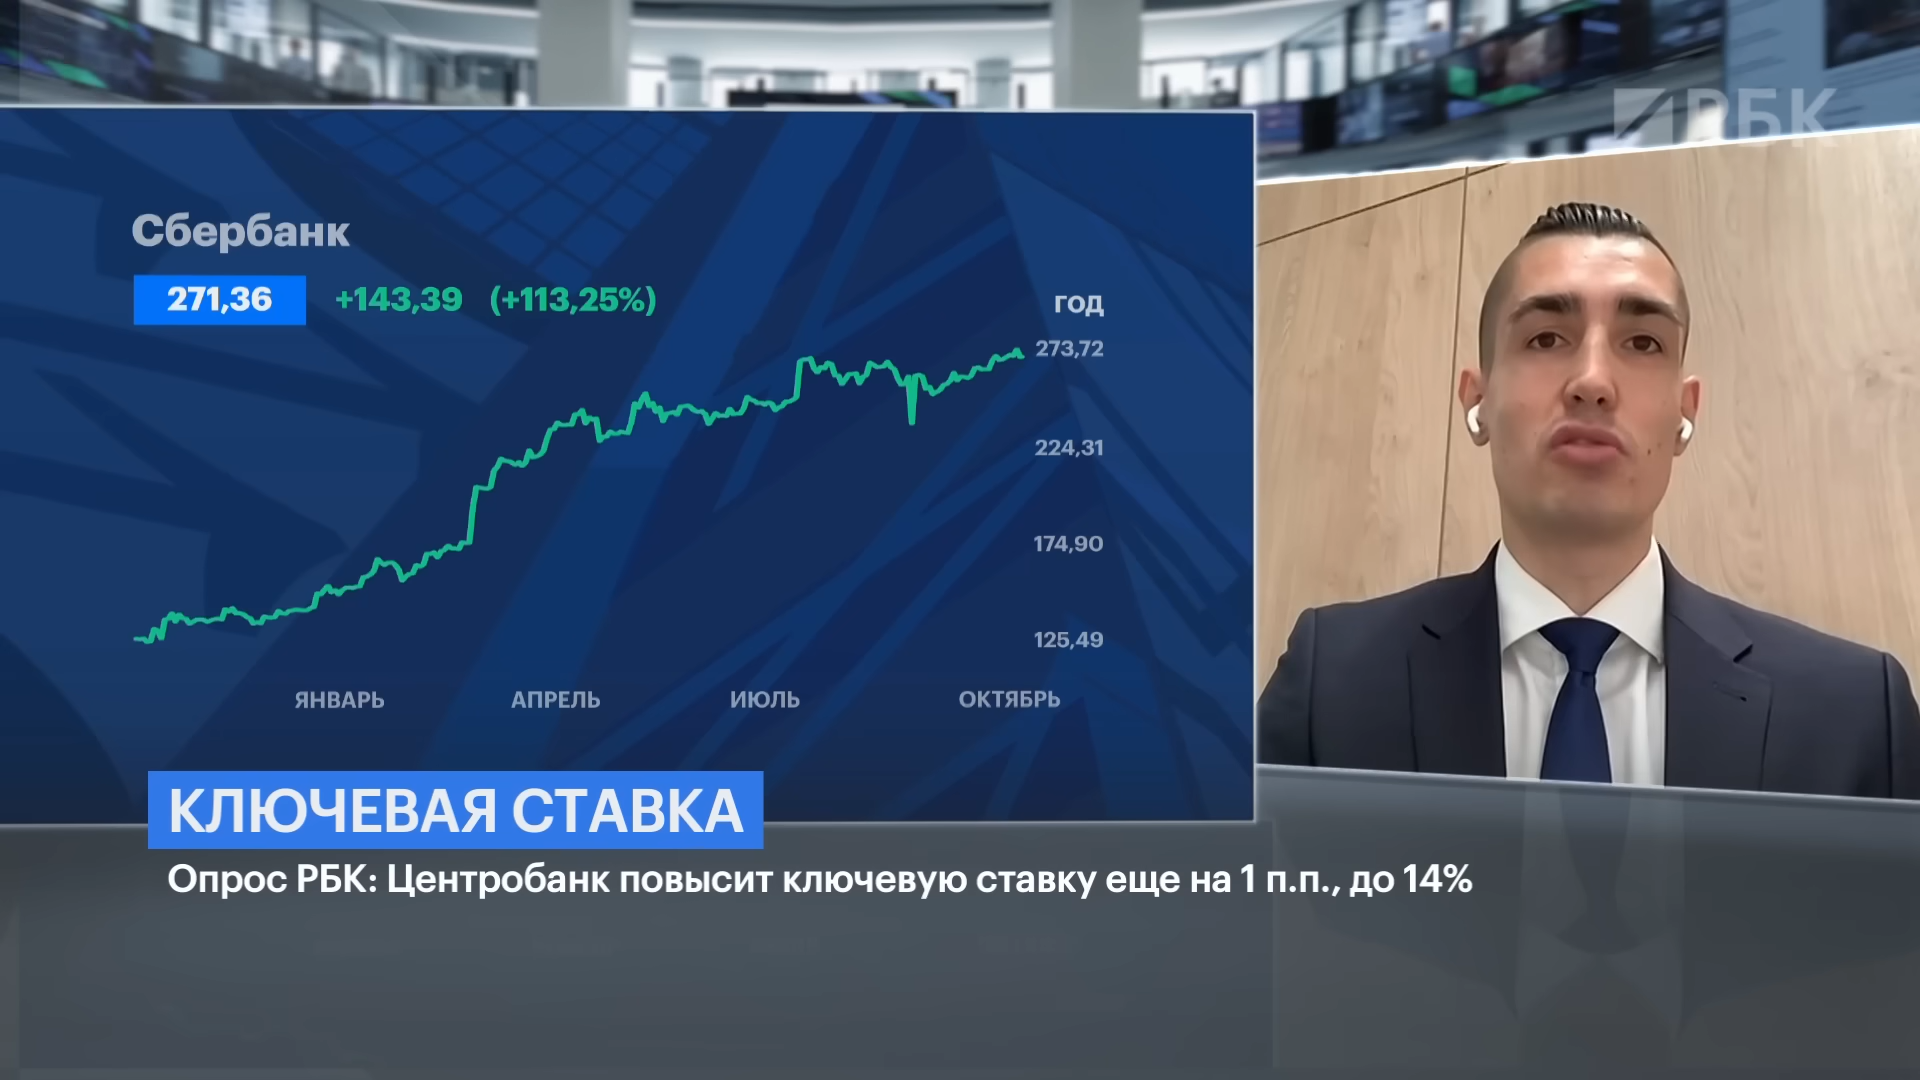 РБК
Сбербанк
271,36 +143,39 (+113,25%)
ГОД
273,72
224,31
174,90
125,49
ЯНВАРЬ АПРЕЛЬ ИЮЛЬ ОКТЯБРЬ
КЛЮЧЕВАЯ СТАВКА
Опрос РБК: Центробанк повысит ключевую ставку еще на 1 п.п., до 14%